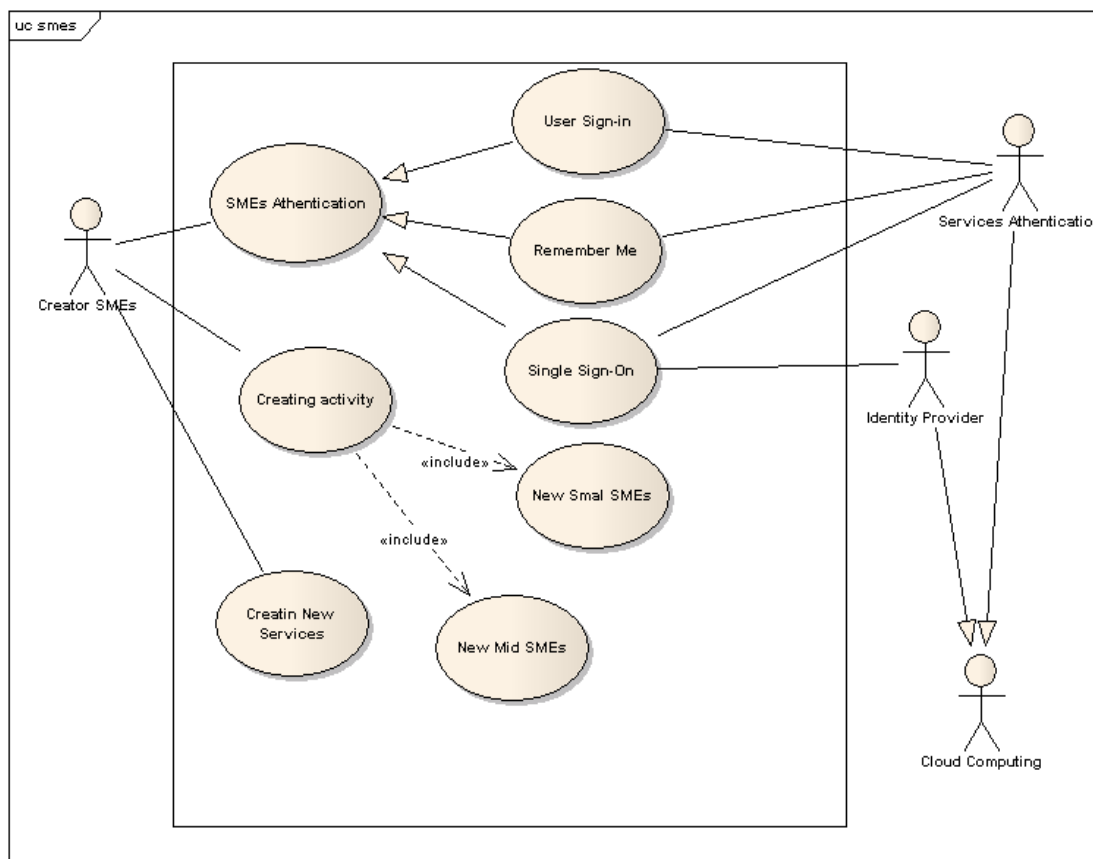 uc smes
User Sign-in
SMEs Athentication
Services Athentication
Remember Me
Creator SMEs
Single Sign-On
Creating activity
Identity Provider
«include»
New Smal SMEs
«include»
Creatin New
Services
New Mid SMEs
Cloud Computing